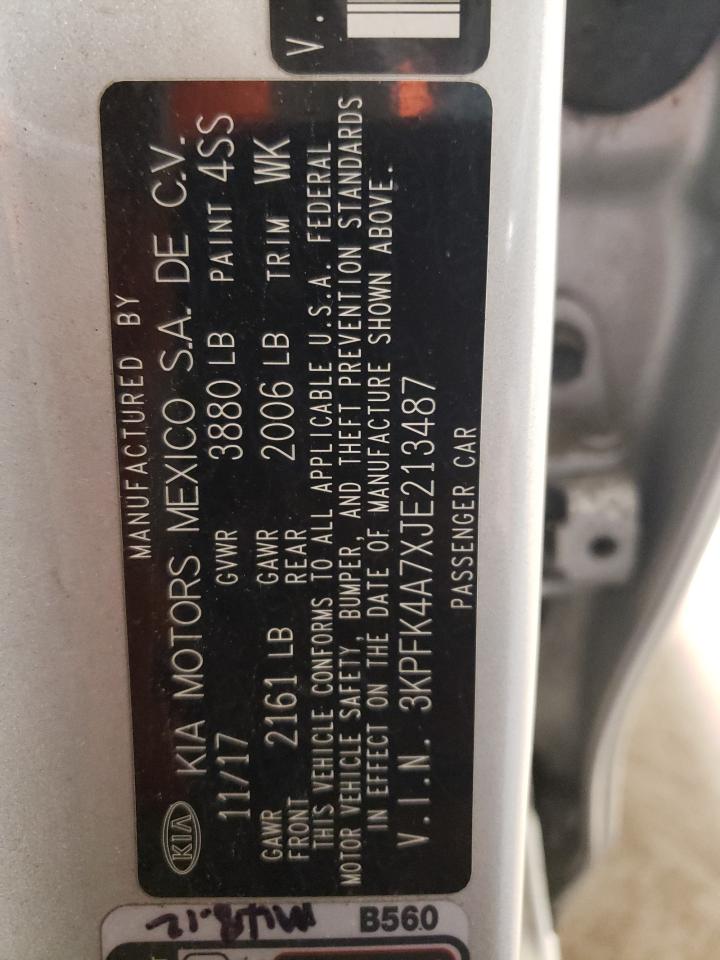 MANUFACTURED BY
KIA KIA MOTORS MEXICO S.A. DE C.V.
11/17 GVWR 3880 LB PAINT 4SS
GAWR FRONT 2161 LB GAWR REAR 2006 LB TRIM WK
THIS VEHICLE CONFORMS TO ALL APPLICABLE U.S.A. FEDERAL
MOTOR VEHICLE SAFETY, BUMPER, AND THEFT PREVENTION STANDARDS
IN EFFECT ON THE DATE OF MANUFACTURE SHOWN ABOVE.
V.I.N. 3KPFK4A7XJE213487
PASSENGER CAR
V.
B560